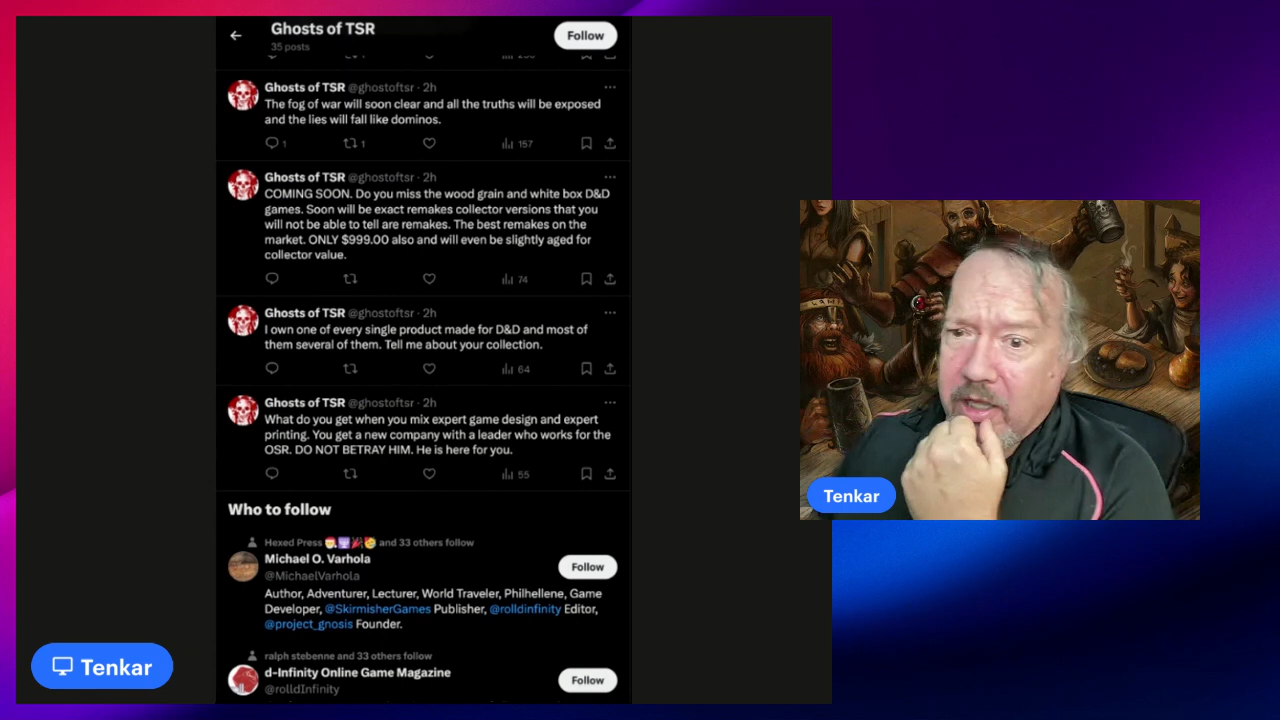 Ghosts of TSR
35 posts
Follow
Ghosts of TSR @ghostoftsr · 2h
The fog of war will soon clear and all the truths will be exposed
and the lies will fall like dominos.
1 1 157
Ghosts of TSR @ghostoftsr · 2h
COMING SOON. Do you miss the wood grain and white box D&D
games. Soon will be exact remakes collector versions that you
will not be able to tell are remakes. The best remakes on the
market. ONLY $999.00 also and will even be slightly aged for
collector value.
74
Ghosts of TSR @ghostoftsr · 2h
I own one of every single product made for D&D and most of
them several of them. Tell me about your collection.
64
Ghosts of TSR @ghostoftsr · 2h
What do you get when you mix expert game design and expert
printing. You get a new company with a leader who works for the
OSR. DO NOT BETRAY HIM. He is here for you.
55
Who to follow
Hexed Press 🎅🕎🎉🥳 and 33 others follow
Michael O. Varhola
@MichaelVarhola
Follow
Author, Adventurer, Lecturer, World Traveler, Philhellene, Game
Developer, @SkirmisherGames Publisher, @rolldinfinity Editor,
@project_gnosis Founder.
ralph stebenne and 33 others follow
d-Infinity Online Game Magazine
@rolldInfinity
Follow
Tenkar
Tenkar